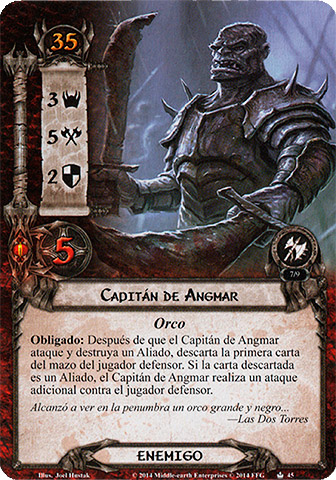 35
3
5
2
5
7/9
Capitán de Angmar
Orco
Obligado: Después de que el Capitán de Angmar
ataque y destruya un Aliado, descarta la primera carta
del mazo del jugador defensor. Si la carta descartada
es un Aliado, el Capitán de Angmar realiza un ataque
adicional contra el jugador defensor.
Alcanzó a ver en la penumbra un orco grande y negro...
—Las Dos Torres
ENEMIGO
Illus. Joel Hustak © 2014 Middle-earth Enterprises © 2014 FFG 45